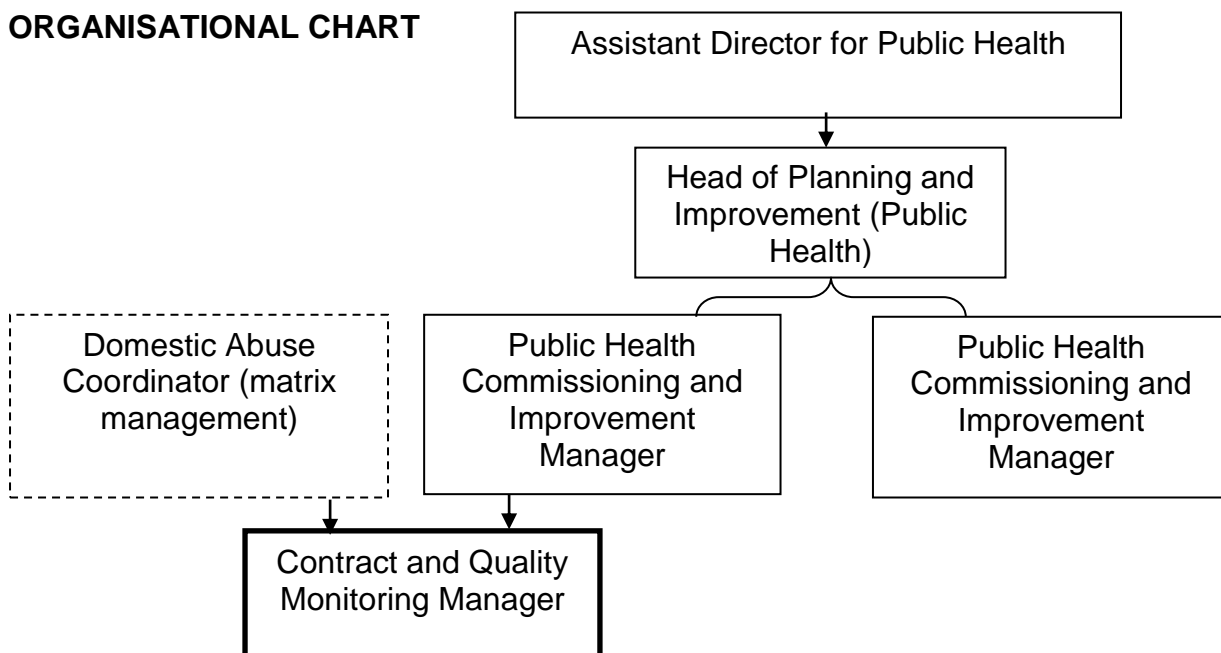 ORGANISATIONAL CHART
Assistant Director for Public Health
Head of Planning and
Improvement (Public
Health)
Domestic Abuse
Coordinator (matrix
management)
Public Health
Commissioning and
Improvement
Manager
Public Health
Commissioning and
Improvement
Manager
Contract and Quality
Monitoring Manager